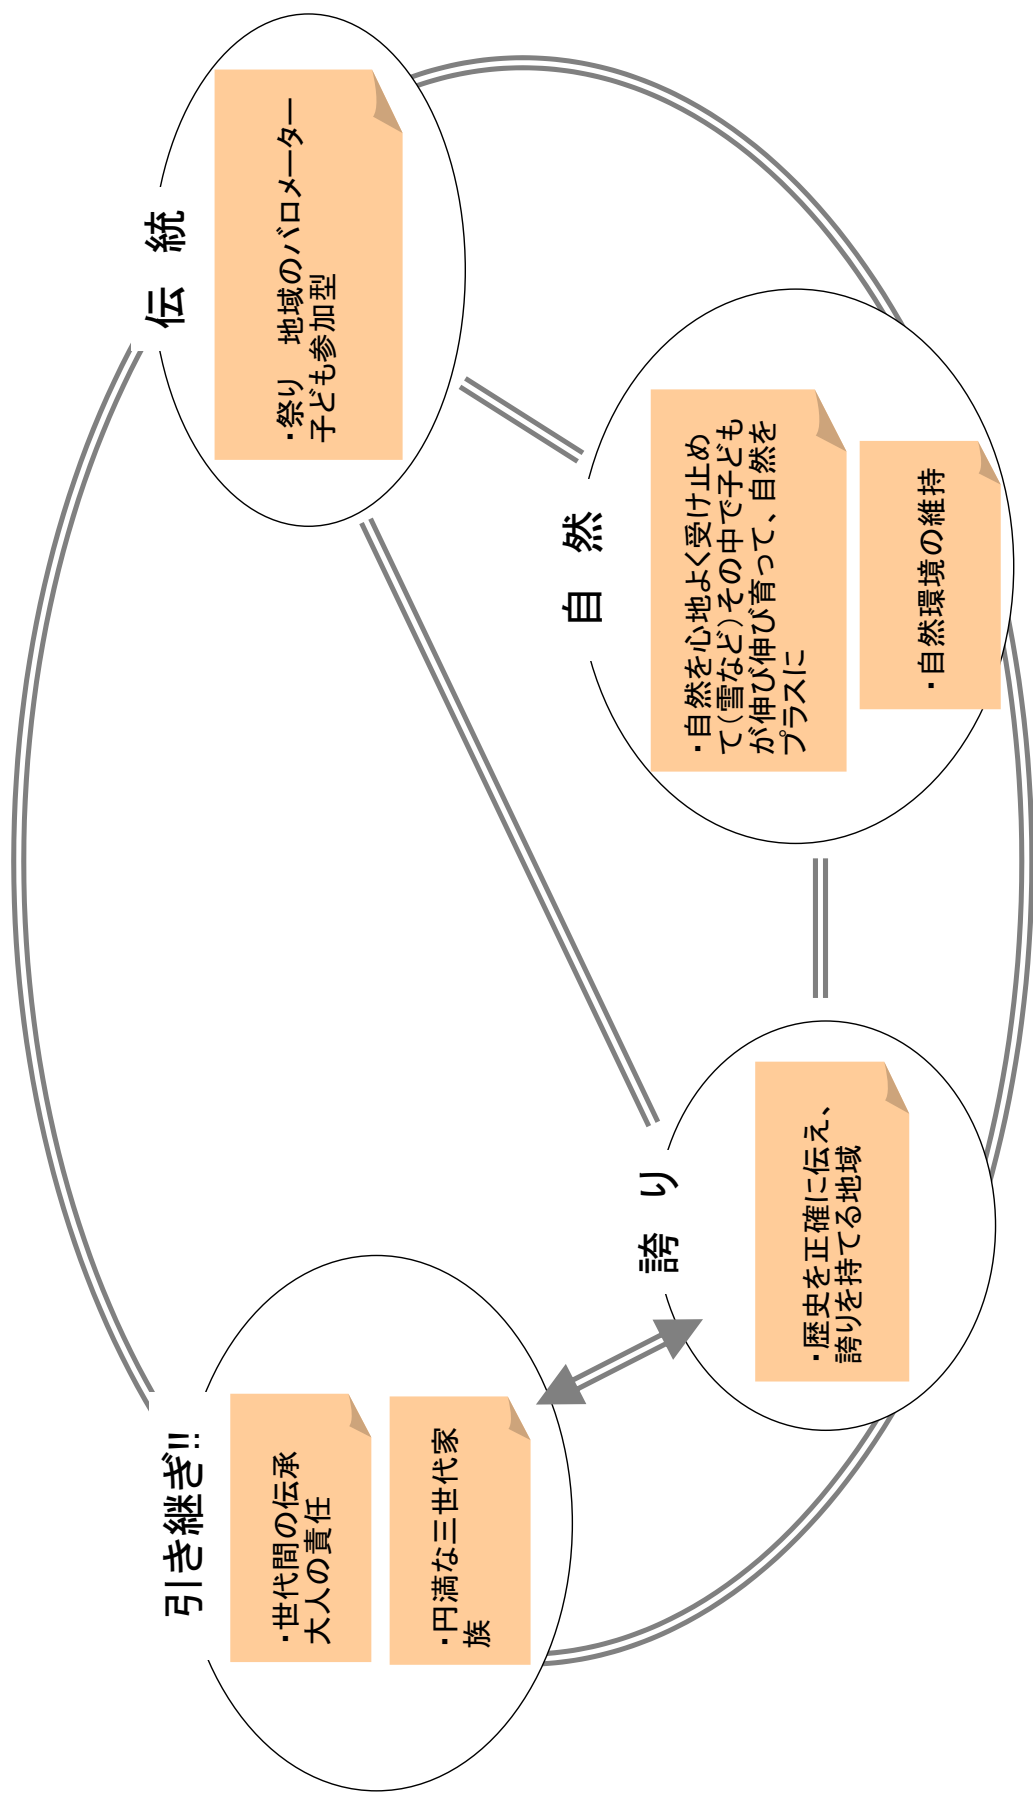 引き継ぎ!!
・世代間の伝承
大人の責任
・円満な三世代家
族
伝 統
・祭り　地域のバロメーター
子ども参加型
誇 り
・歴史を正確に伝え、
誇りを持てる地域
自 然
・自然を心地よく受け止め
て(雪など)その中で子ども
が伸び伸び育って、自然を
プラスに
・自然環境の維持